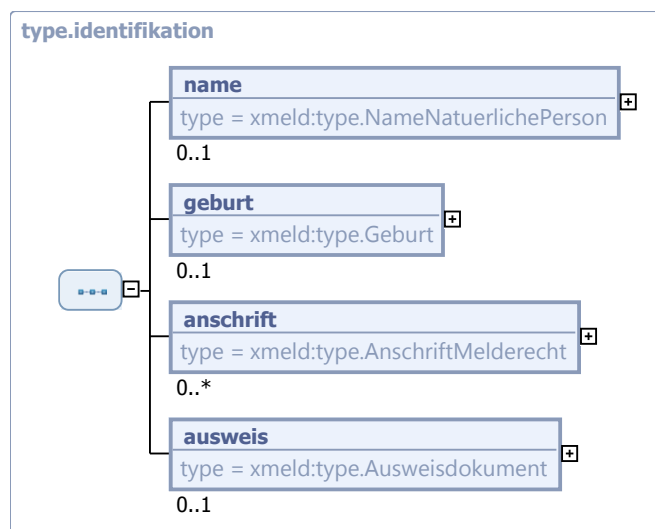 type.identifikation
name
type = xmeld:type.NameNatuerlichePerson
0..1
geburt
type = xmeld:type.Geburt
0..1
anschrift
type = xmeld:type.AnschriftMelderecht
0..*
ausweis
type = xmeld:type.Ausweisdokument
0..1